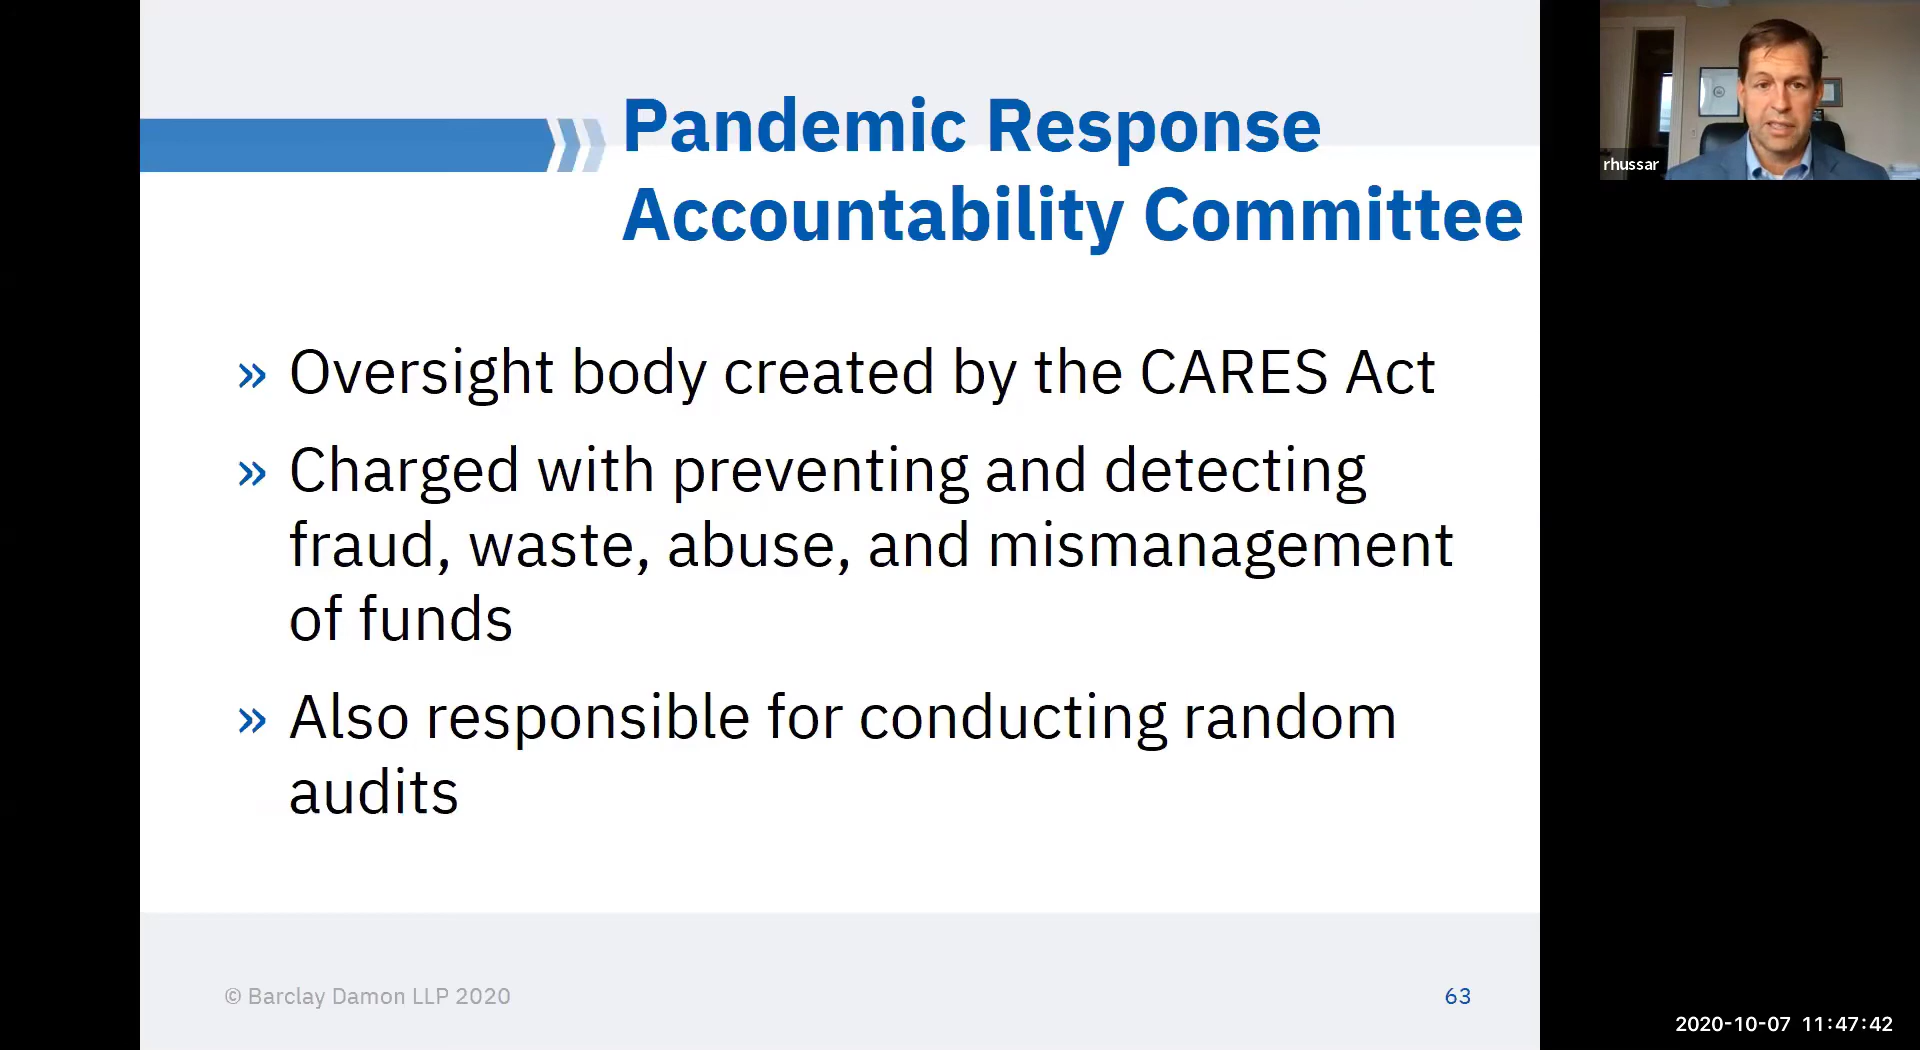 Pandemic Response
Accountability Committee
» Oversight body created by the CARES Act
» Charged with preventing and detecting
fraud, waste, abuse, and mismanagement
of funds
» Also responsible for conducting random
audits
© Barclay Damon LLP 2020
63
rhussar
2020-10-07 11:47:42